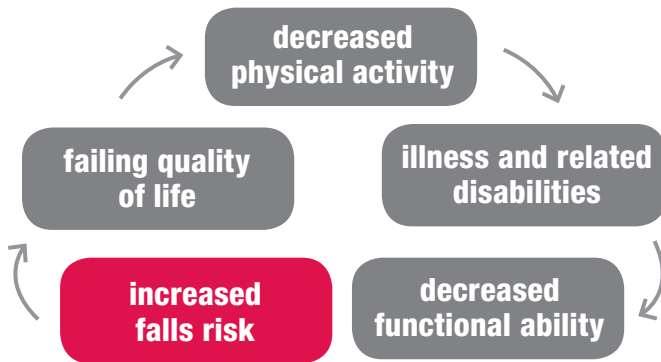 decreased
physical activity
failing quality
of life
illness and related
disabilities
increased
falls risk
decreased
functional ability